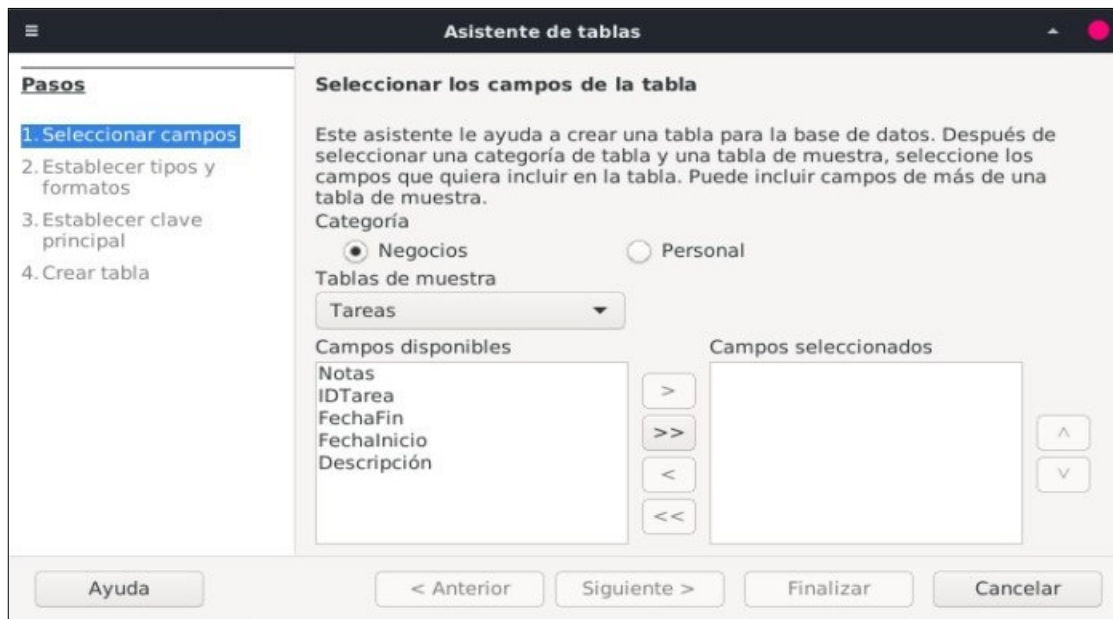 Asistente de tablas
Pasos
1. Seleccionar campos
2. Establecer tipos y
formatos
3. Establecer clave
principal
4. Crear tabla
Seleccionar los campos de la tabla
Este asistente le ayuda a crear una tabla para la base de datos. Después de
seleccionar una categoría de tabla y una tabla de muestra, seleccione los
campos que quiera incluir en la tabla. Puede incluir campos de más de una
tabla de muestra.
Categoría
Negocios Personal
Tablas de muestra
Tareas
Campos disponibles Campos seleccionados
Notas
IDTarea
FechaFin
FechaInicio
Descripción
>
>>
<
<<
Ayuda < Anterior Siguiente > Finalizar Cancelar